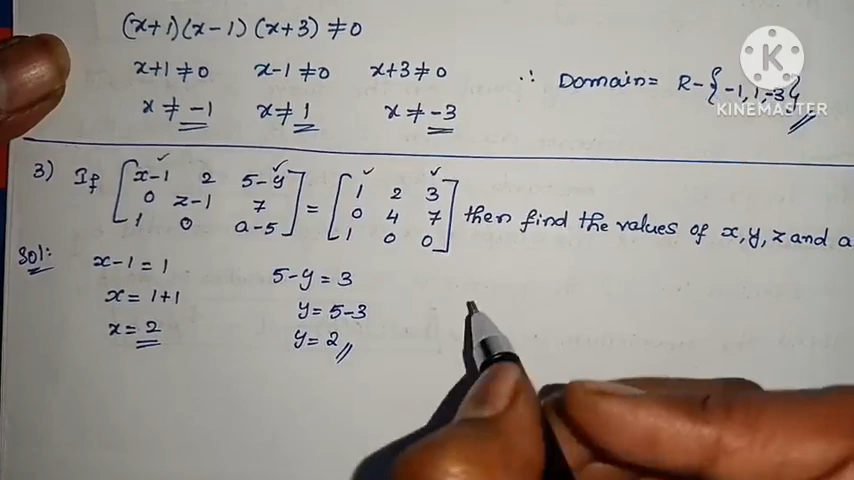 (x+1)(x-1)(x+3) ≠ 0
x+1 ≠ 0 x-1 ≠ 0 x+3 ≠ 0 ∴ Domain = R-{-1,1,-3}
x ≠ -1 x ≠ 1 x ≠ -3
K
KINEMASTER
3) If [x-1 2 5-y] = [1 2 3]
[0 z-1 7] [0 4 7] then find the values of x,y,z and a
[1 0 a-5] [1 0 0]
Sol: x-1 = 1 5-y = 3
x = 1+1 y = 5-3
x = 2 y = 2